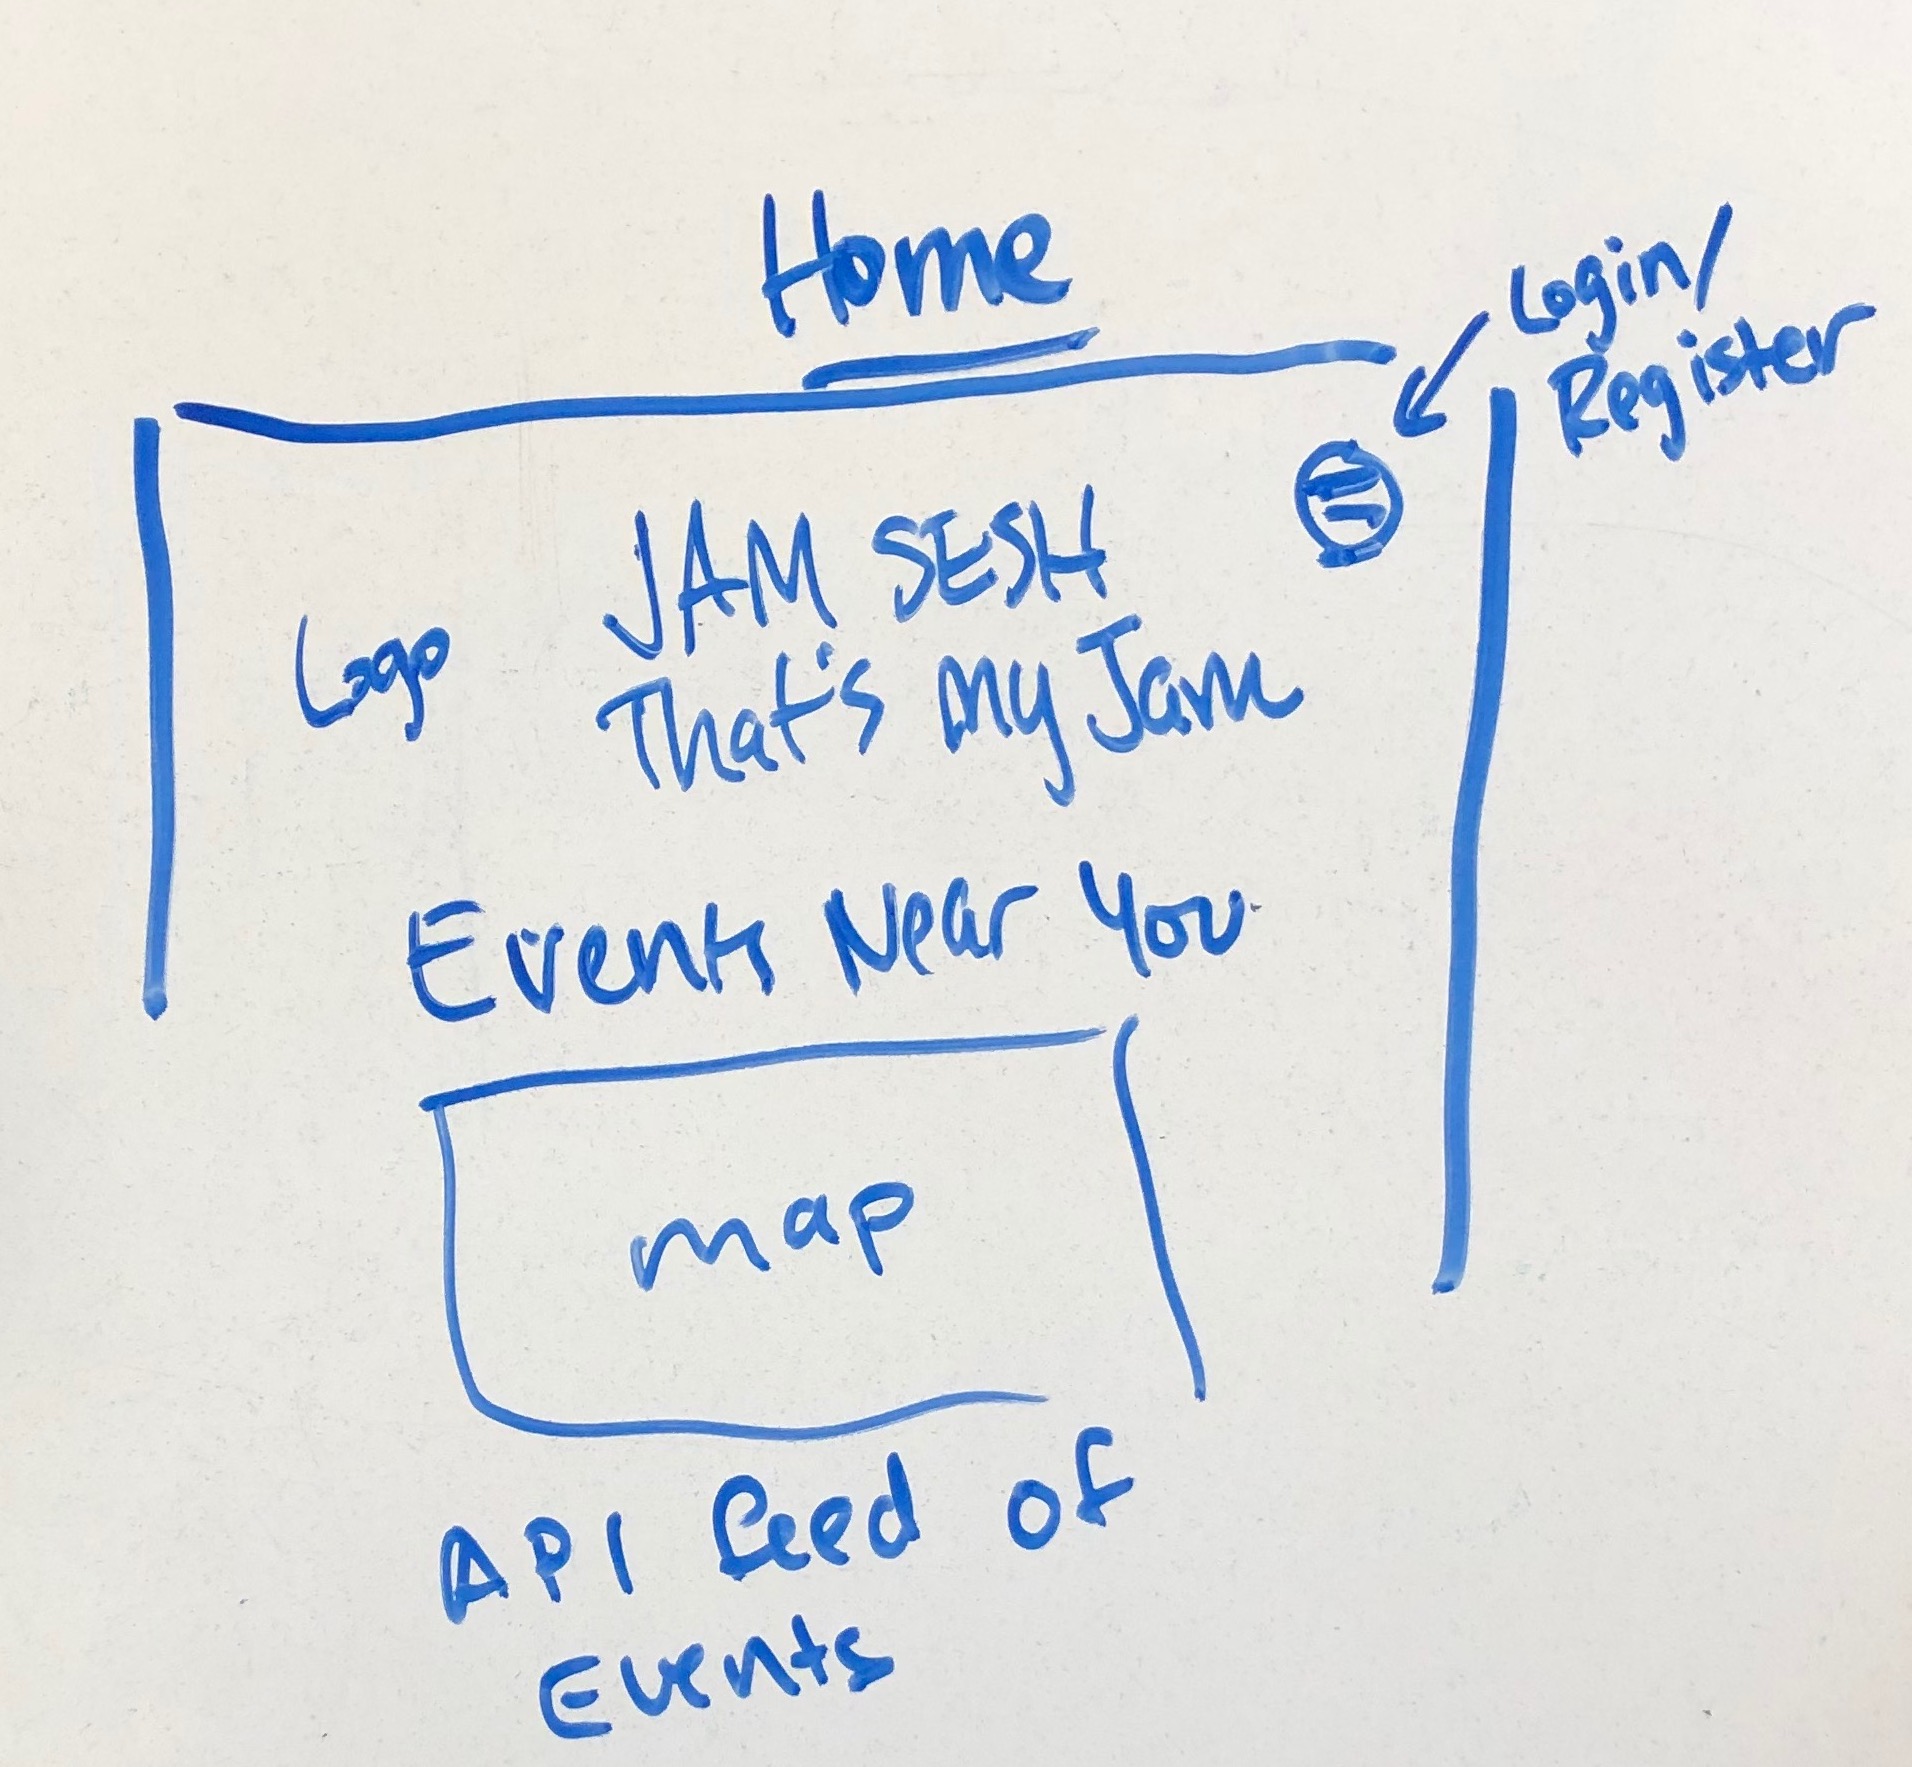 Home
Login/
Register
JAM SESH
Logo
That's my Jam
Events Near You
map
API feed of
Events